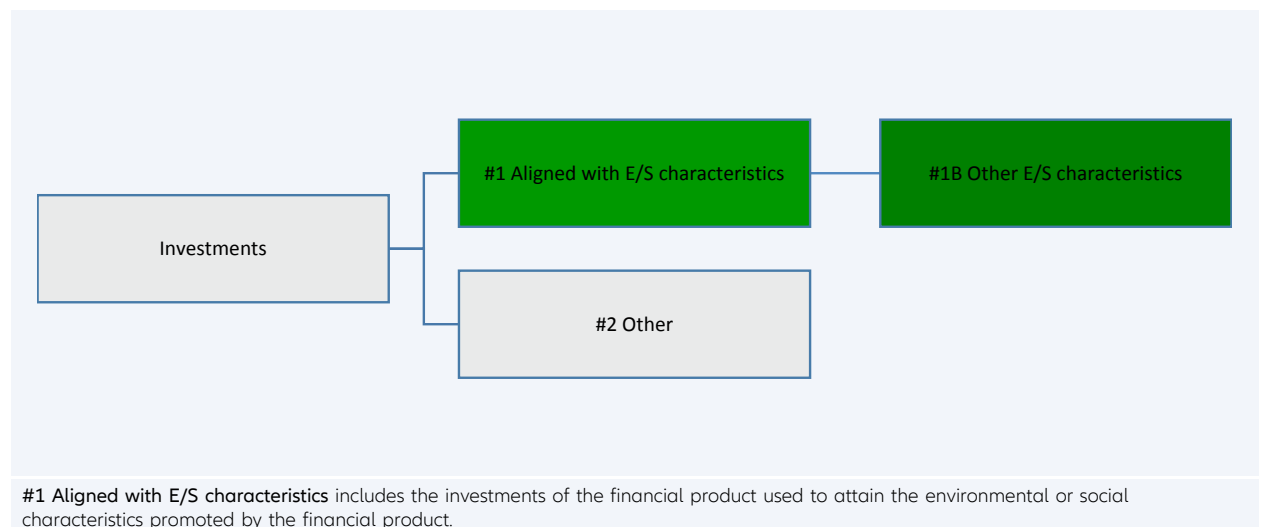 #1 Aligned with E/S characteristics
#1B Other E/S characteristics
Investments
#2 Other
#1 Aligned with E/S characteristics includes the investments of the financial product used to attain the environmental or social
characteristics promoted by the financial product.